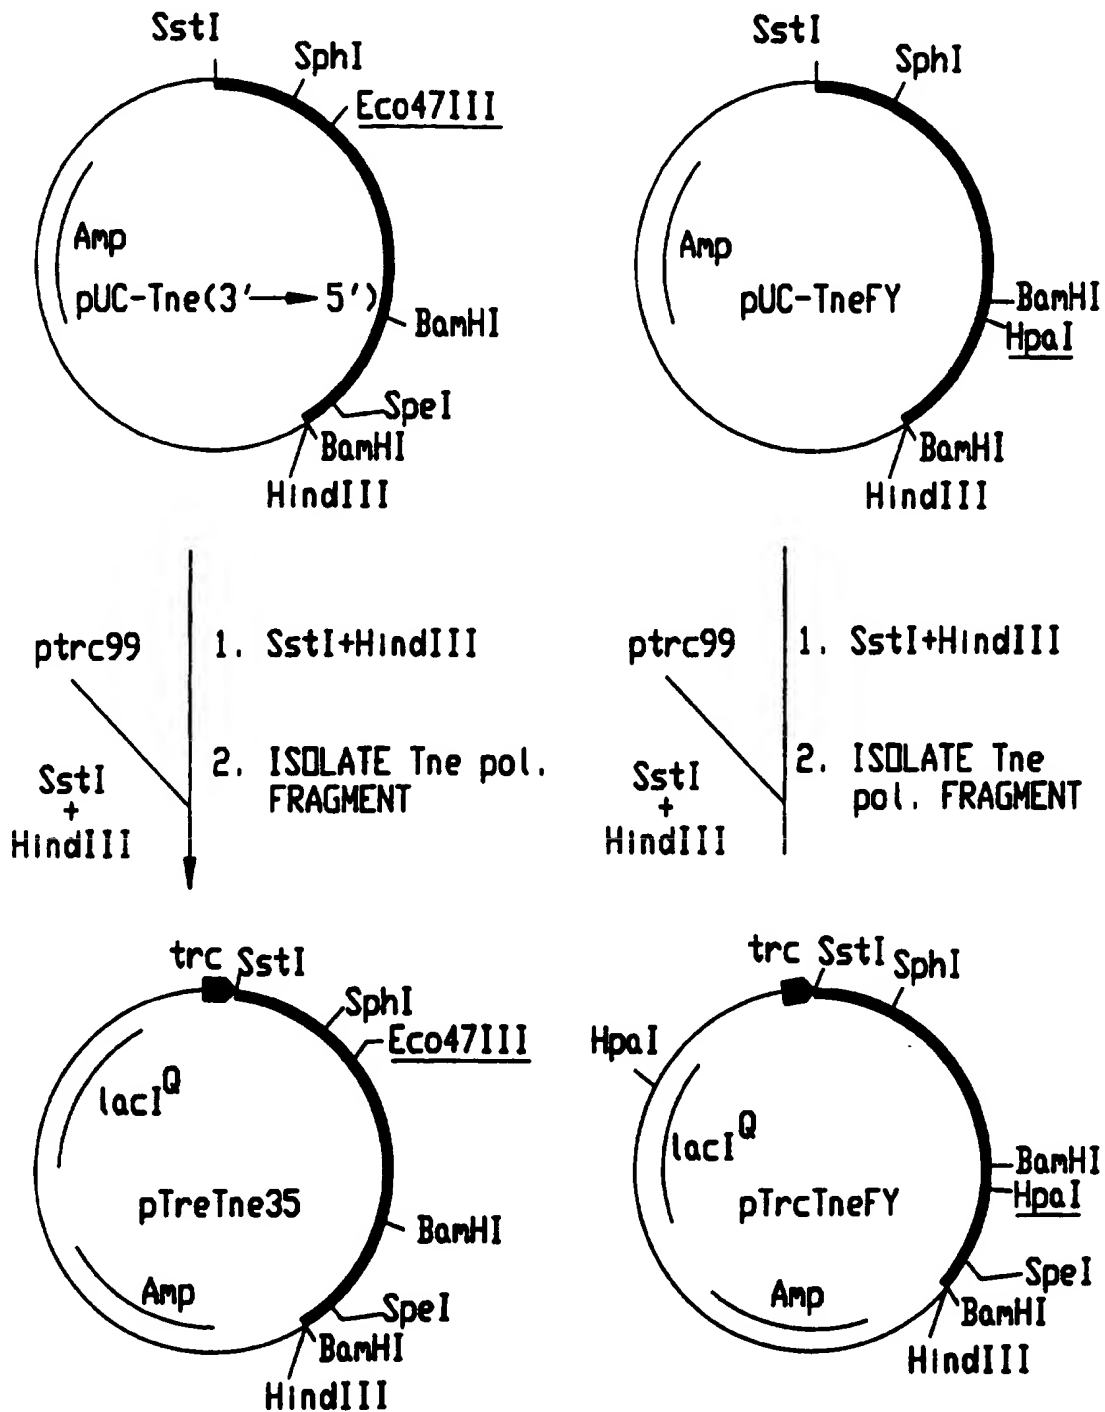 SstI
SphI
Eco47III
Amp
pUC-Tne(3' → 5')
BamHI
SpeI
BamHI
HindIII
SstI
SphI
Amp
pUC-TneFY
BamHI
HpaI
BamHI
HindIII
ptrc99
1. SstI+HindIII
SstI
+
HindIII
2. ISOLATE Tne pol.
FRAGMENT
ptrc99
1. SstI+HindIII
SstI
+
HindIII
2. ISOLATE Tne
pol. FRAGMENT
trc SstI
SphI
Eco47III
lacI^Q
pTreTne35
BamHI
Amp
SpeI
BamHI
HindIII
trc SstI
SphI
HpaI
lacI^Q
pTrcTneFY
BamHI
HpaI
Amp
SpeI
BamHI
HindIII